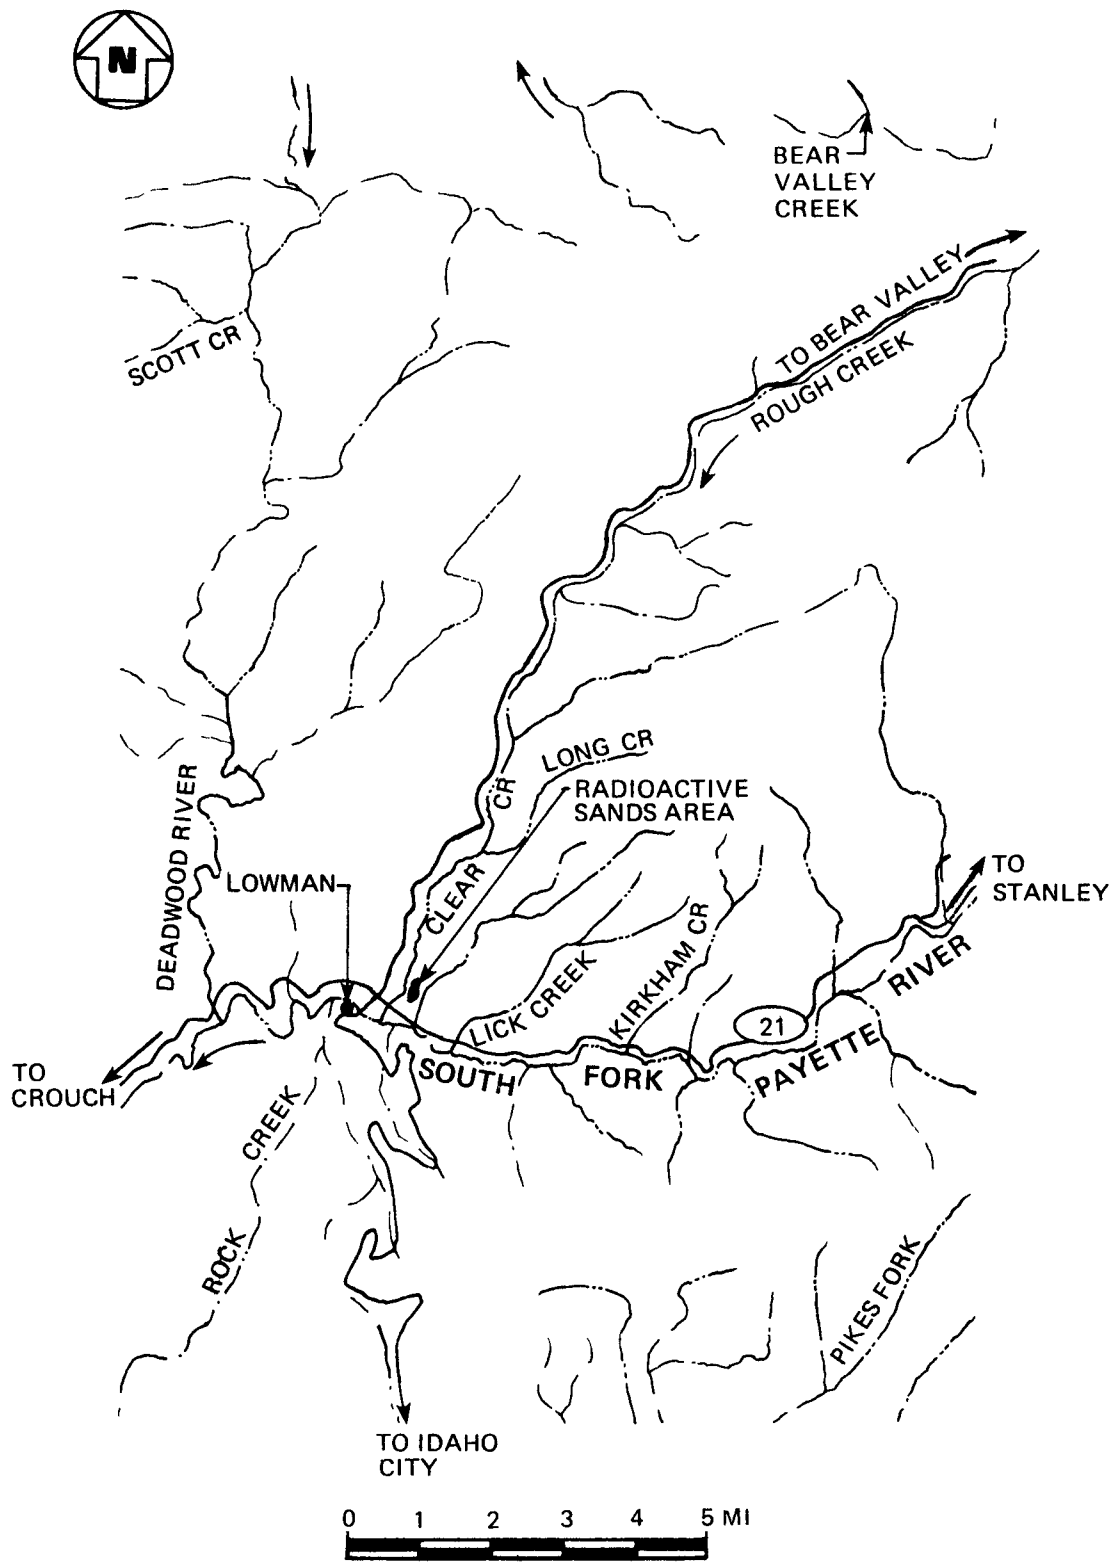 N
BEAR
VALLEY
CREEK
TO BEAR VALLEY
SCOTT CR
ROUGH CREEK
LONG CR
CR
RADIOACTIVE
SANDS AREA
DEADWOOD RIVER
LOWMAN
CLEAR
TO
STANLEY
KIRKHAM CR
LICK CREEK
RIVER
21
PAYETTE
SOUTH
FORK
TO
CROUCH
CREEK
ROCK
PIKES FORK
TO IDAHO
CITY
0 1 2 3 4 5 MI